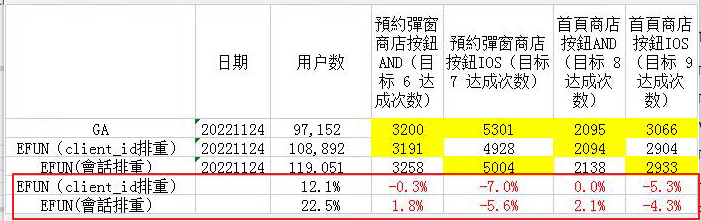 日期
用户数
預約彈窗商店按鈕AND（目标 6 达成次数）
預約彈窗商店按鈕IOS（目标 7 达成次数）
首頁商店按鈕AND（目标 8 达成次数）
首頁商店按鈕IOS（目标 9 达成次数）
GA 20221124 97,152 3200 5301 2095 3066
EFUN（client_id排重） 20221124 108,892 3191 4928 2094 2904
EFUN(會話排重) 20221124 119,051 3258 5004 2138 2933
EFUN（client_id排重） 12.1% -0.3% -7.0% 0.0% -5.3%
EFUN(會話排重) 22.5% 1.8% -5.6% 2.1% -4.3%